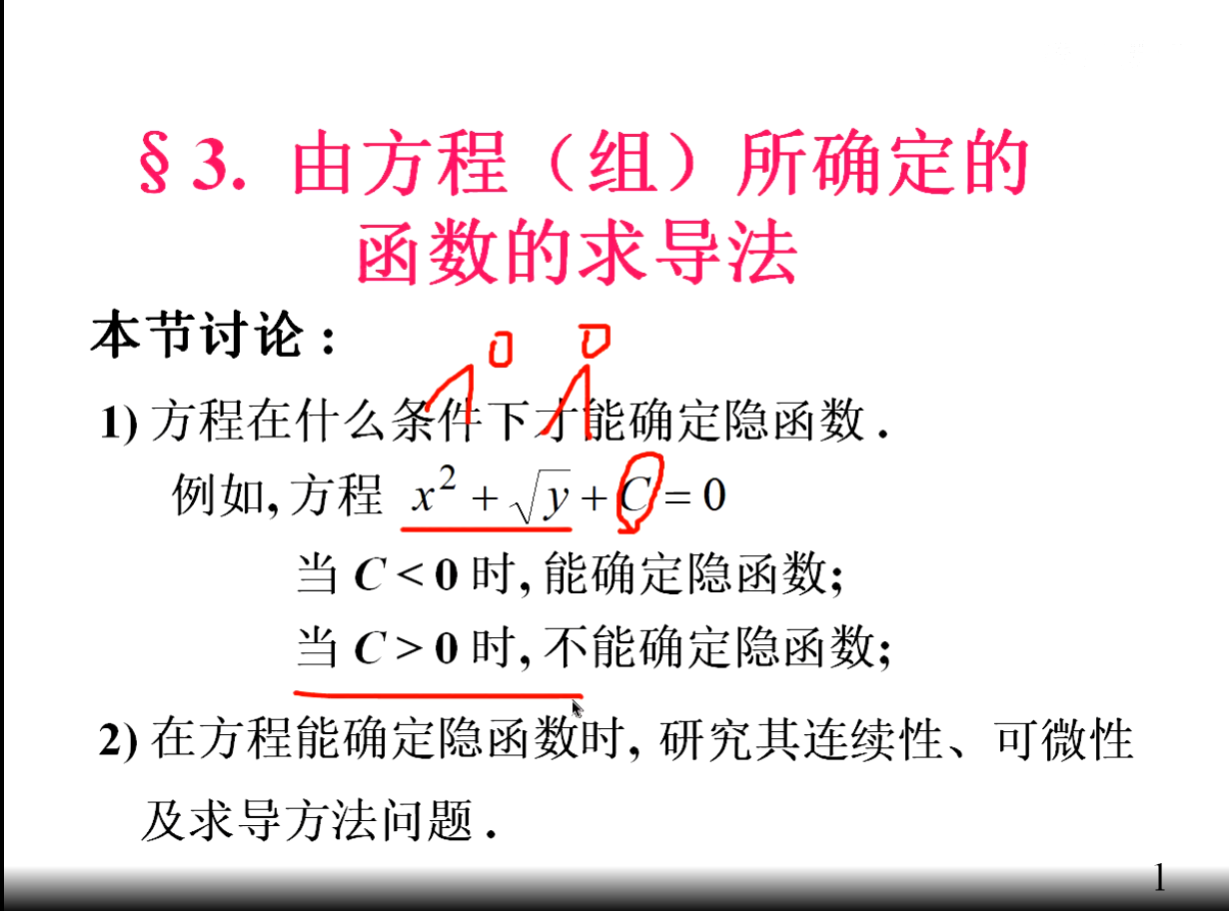 §3. 由方程（组）所确定的
函数的求导法
本节讨论：
1) 方程在什么条件下才能确定隐函数 .
例如, 方程 x² + √y + C = 0
当 C < 0 时, 能确定隐函数;
当 C > 0 时, 不能确定隐函数;
2) 在方程能确定隐函数时, 研究其连续性、可微性
及求导方法问题 .
1